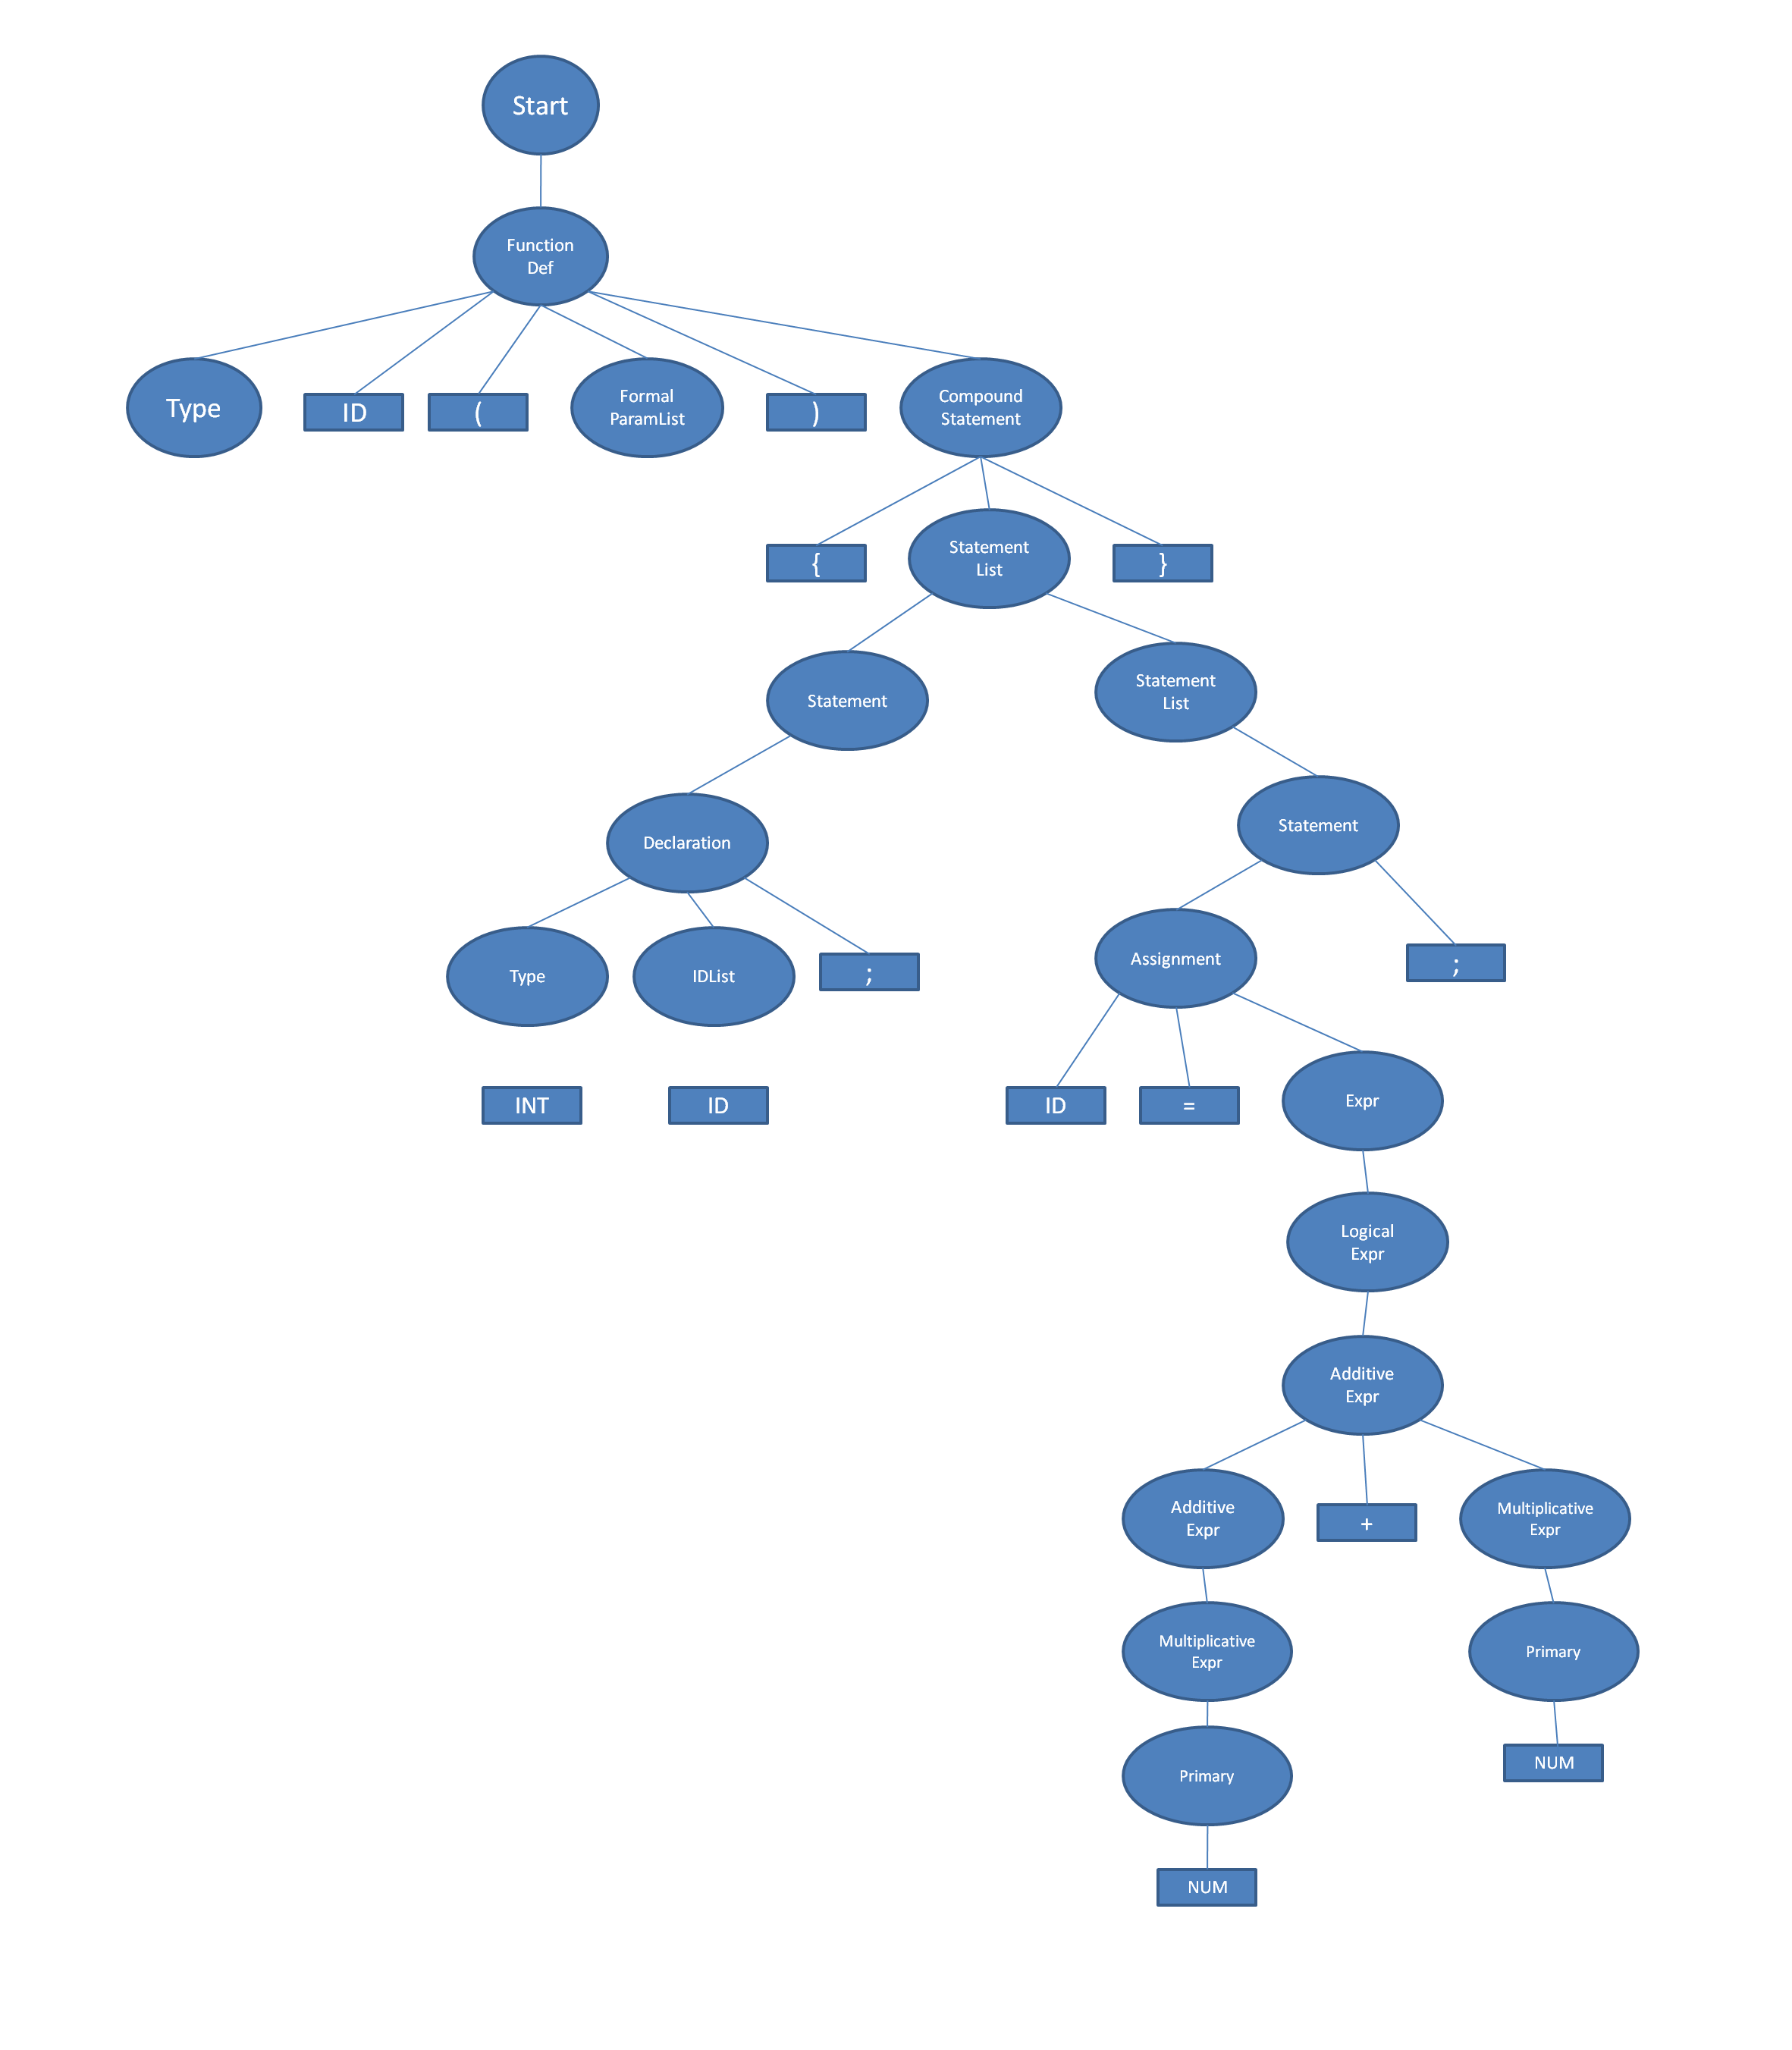 Start
Function
Def
Type
ID
(
Formal
ParamList
)
Compound
Statement
{
Statement
List
}
Statement
Statement
List
Declaration
Statement
Type
IDList
;
Assignment
;
INT
ID
ID
=
Expr
Logical
Expr
Additive
Expr
Additive
Expr
+
Multiplicative
Expr
Multiplicative
Expr
Primary
Primary
NUM
NUM